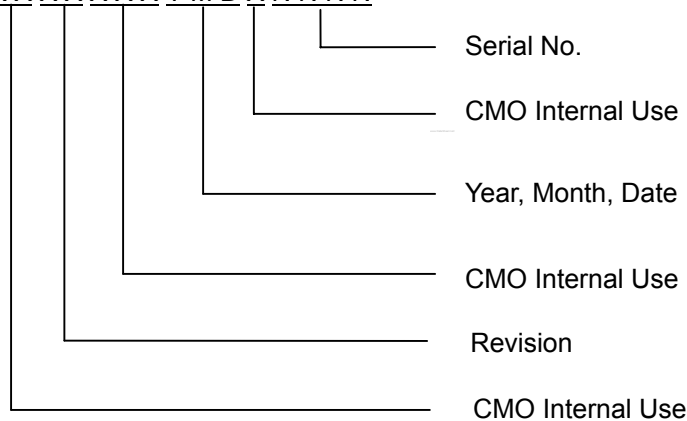 Serial No.
CMO Internal Use
Year, Month, Date
CMO Internal Use
Revision
CMO Internal Use